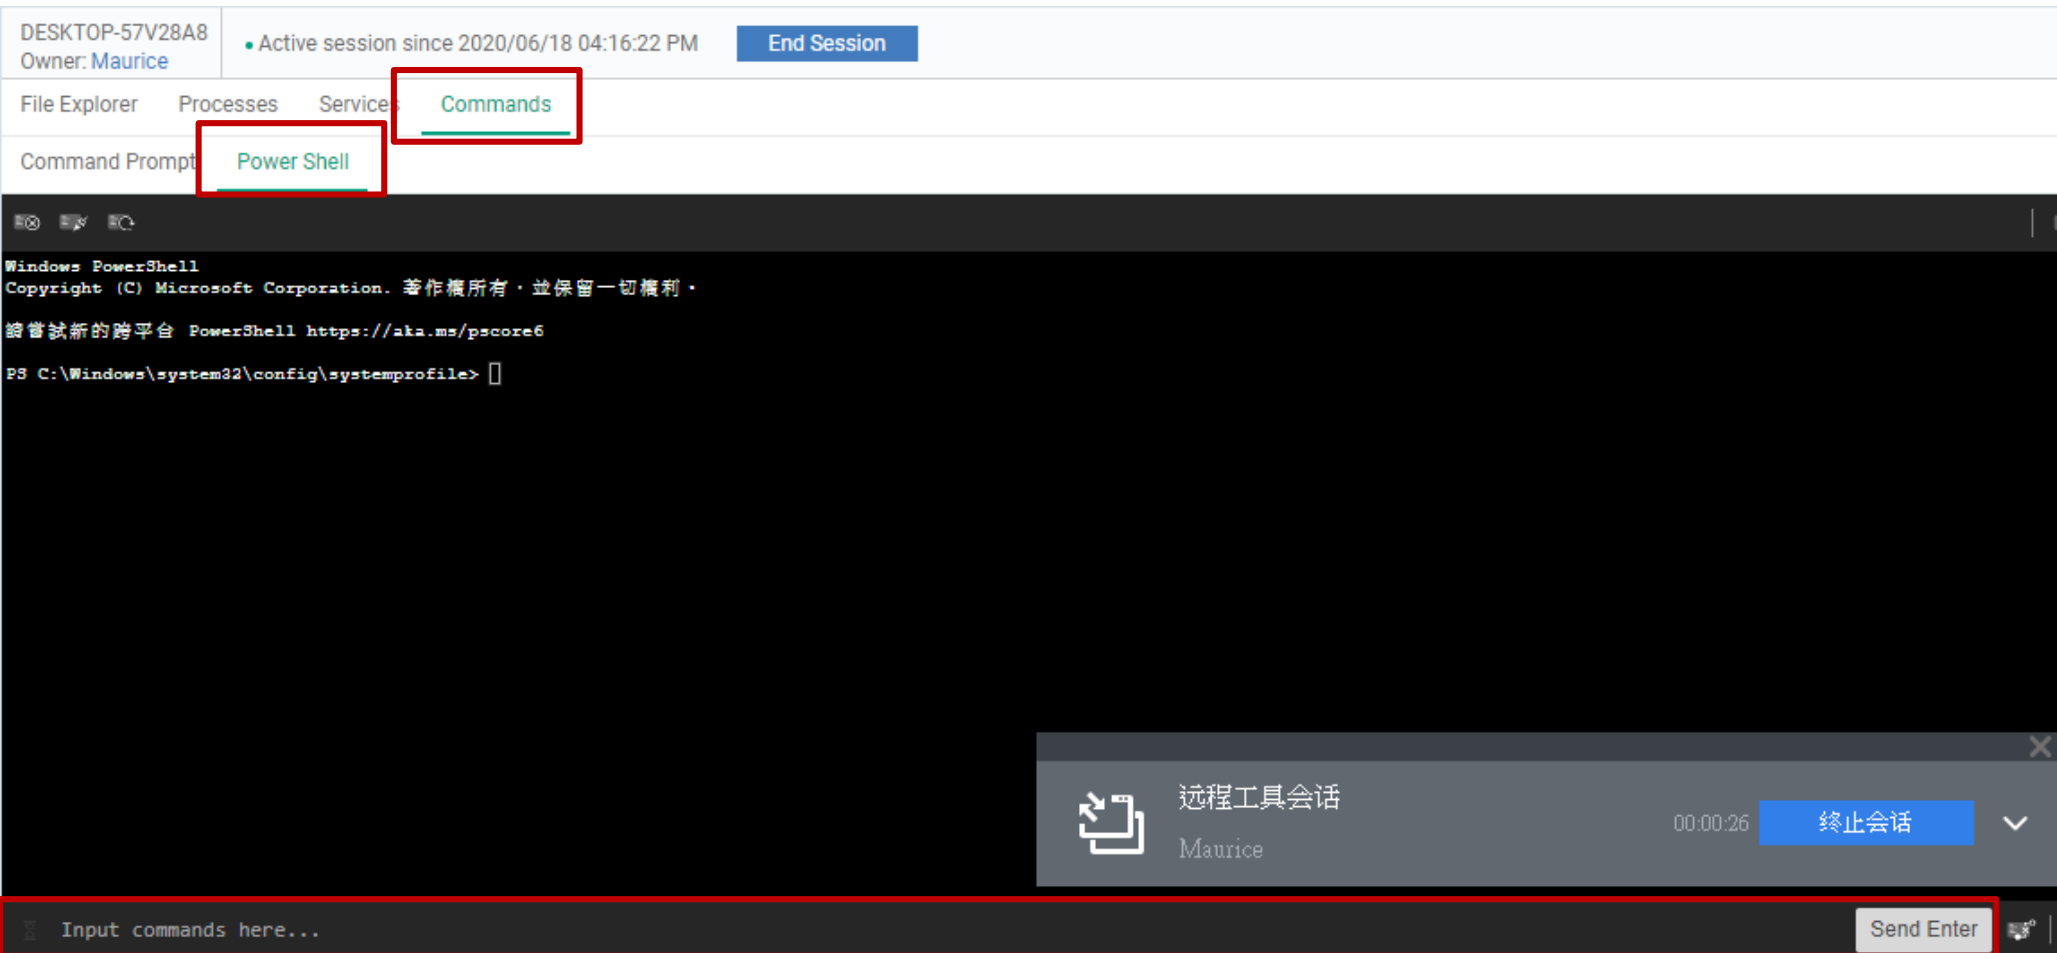 DESKTOP-57V28A8
Owner: Maurice
Active session since 2020/06/18 04:16:22 PM
End Session
File Explorer Processes Services Commands
Command Prompt Power Shell
Windows PowerShell
Copyright (C) Microsoft Corporation. 著作權所有，並保留一切權利。
請嘗試新的跨平台 PowerShell https://aka.ms/pscore6
PS C:\Windows\system32\config\systemprofile>
远程工具会话
Maurice
00:00:26
终止会话
Input commands here...
Send Enter